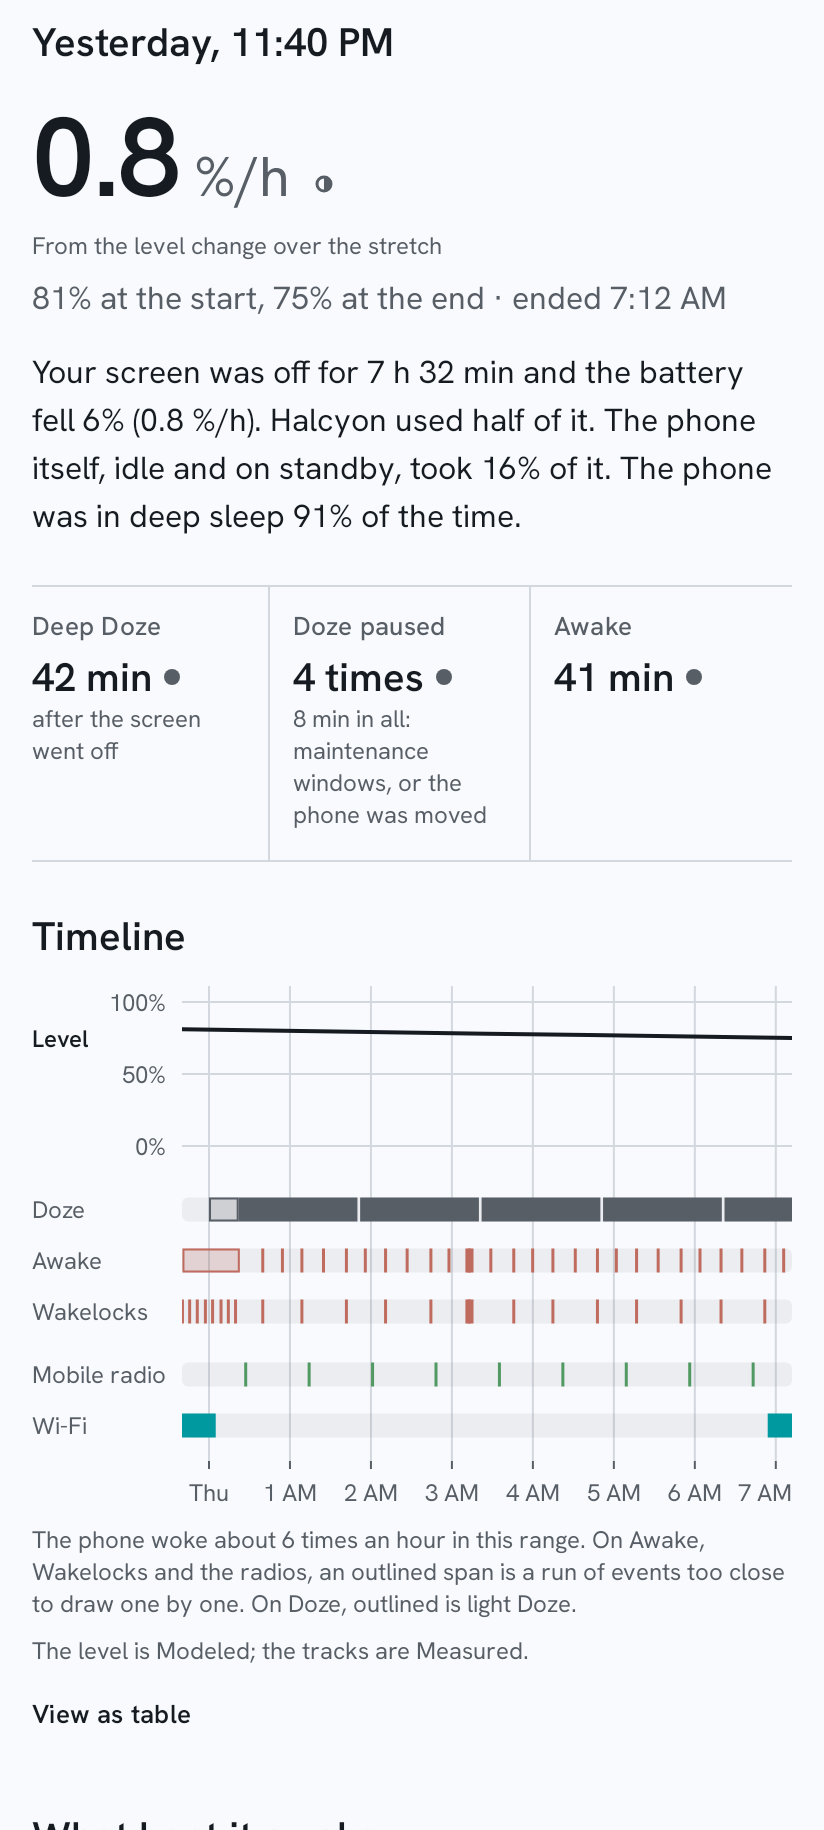 Yesterday, 11:40 PM
0.8 %/h
From the level change over the stretch
81% at the start, 75% at the end · ended 7:12 AM
Your screen was off for 7 h 32 min and the battery
fell 6% (0.8 %/h). Halcyon used half of it. The phone
itself, idle and on standby, took 16% of it. The phone
was in deep sleep 91% of the time.
Deep Doze
42 min
after the screen
went off
Doze paused
4 times
8 min in all:
maintenance
windows, or the
phone was moved
Awake
41 min
Timeline
100%
Level
50%
0%
Doze
Awake
Wakelocks
Mobile radio
Wi-Fi
Thu 1 AM 2 AM 3 AM 4 AM 5 AM 6 AM 7 AM
The phone woke about 6 times an hour in this range. On Awake,
Wakelocks and the radios, an outlined span is a run of events too close
to draw one by one. On Doze, outlined is light Doze.
The level is Modeled; the tracks are Measured.
View as table